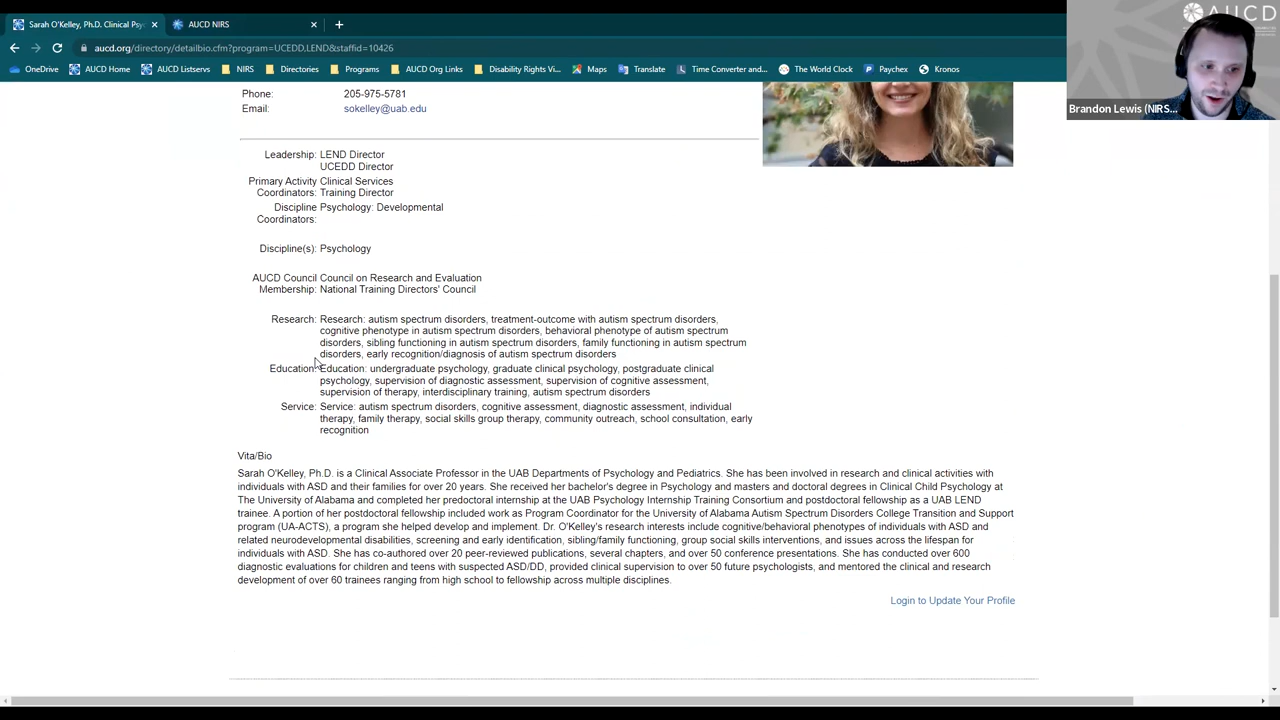 Sarah O'Kelley, Ph.D. Clinical Psy
AUCD NIRS
aucd.org/directory/detailbio.cfm?program=UCEDD,LEND&staffid=10426
OneDrive AUCD Home AUCD Listservs NIRS Directories Programs AUCD Org Links Disability Rights Vi... Maps Translate Time Converter and... The World Clock Paychex Kronos
AUCD
Brandon Lewis (NIRS...
Phone: 205-975-5781
Email: sokelley@uab.edu
Leadership: LEND Director
UCEDD Director
Primary Activity Clinical Services
Coordinators: Training Director
Discipline Psychology: Developmental
Coordinators:
Discipline(s): Psychology
AUCD Council Council on Research and Evaluation
Membership: National Training Directors' Council
Research: Research: autism spectrum disorders, treatment-outcome with autism spectrum disorders,
cognitive phenotype in autism spectrum disorders, behavioral phenotype of autism spectrum
disorders, sibling functioning in autism spectrum disorders, family functioning in autism spectrum
disorders, early recognition/diagnosis of autism spectrum disorders
Education: Education: undergraduate psychology, graduate clinical psychology, postgraduate clinical
psychology, supervision of diagnostic assessment, supervision of cognitive assessment,
supervision of therapy, interdisciplinary training, autism spectrum disorders
Service: Service: autism spectrum disorders, cognitive assessment, diagnostic assessment, individual
therapy, family therapy, social skills group therapy, community outreach, school consultation, early
recognition
Vita/Bio
Sarah O'Kelley, Ph.D. is a Clinical Associate Professor in the UAB Departments of Psychology and Pediatrics. She has been involved in research and clinical activities with
individuals with ASD and their families for over 20 years. She received her bachelor's degree in Psychology and masters and doctoral degrees in Clinical Child Psychology at
The University of Alabama and completed her predoctoral internship at the UAB Psychology Internship Training Consortium and postdoctoral fellowship as a UAB LEND
trainee. A portion of her postdoctoral fellowship included work as Program Coordinator for the University of Alabama Autism Spectrum Disorders College Transition and Support
program (UA-ACTS), a program she helped develop and implement. Dr. O'Kelley's research interests include cognitive/behavioral phenotypes of individuals with ASD and
related neurodevelopmental disabilities, screening and early identification, sibling/family functioning, group social skills interventions, and issues across the lifespan for
individuals with ASD. She has co-authored over 20 peer-reviewed publications, several chapters, and over 50 conference presentations. She has conducted over 600
diagnostic evaluations for children and teens with suspected ASD/DD, provided clinical supervision to over 50 future psychologists, and mentored the clinical and research
development of over 60 trainees ranging from high school to fellowship across multiple disciplines.
Login to Update Your Profile